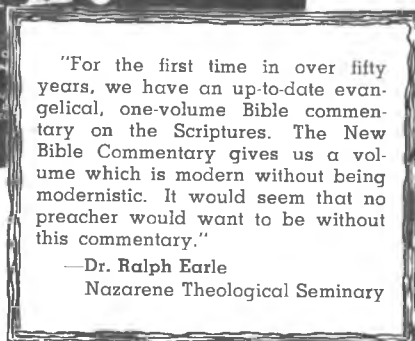 "For the first time in over fifty
years, we have an up-to-date evan-
gelical, one-volume Bible commen-
tary on the Scriptures. The New
Bible Commentary gives us a vol-
ume which is modern without being
modernistic. It would seem that no
preacher would want to be without
this commentary."
—Dr. Ralph Earle
Nazarene Theological Seminary